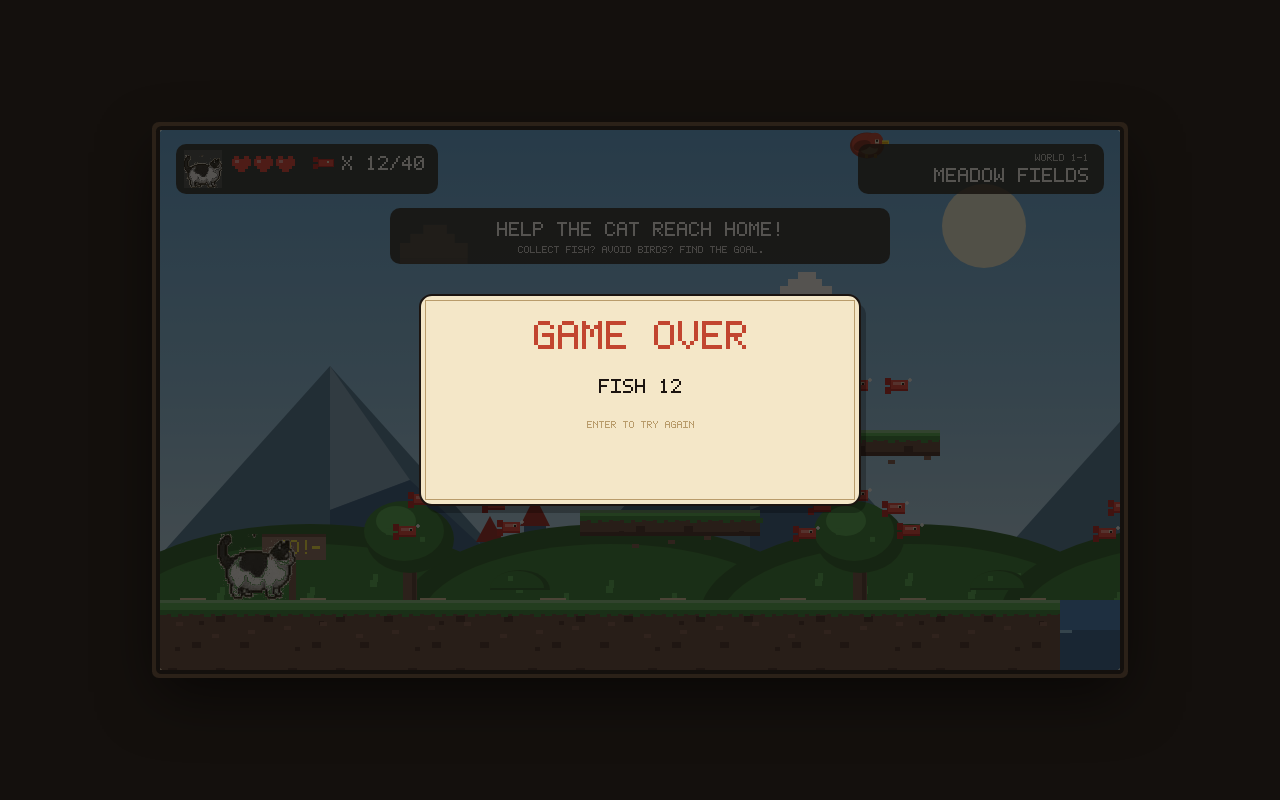 X 12/40
WORLD 1-1
MEADOW FIELDS
HELP THE CAT REACH HOME!
COLLECT FISH? AVOID BIRDS? FIND THE GOAL.
GAME OVER
FISH 12
ENTER TO TRY AGAIN